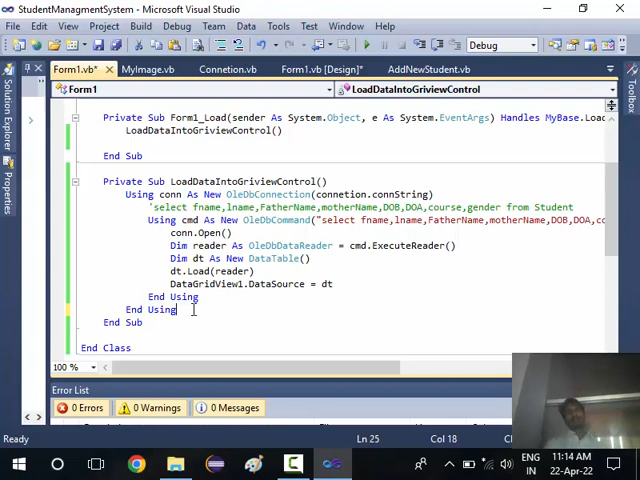 StudentManagmentSystem - Microsoft Visual Studio
File Edit View Project Build Debug Team Data Tools Test Window Help
Debug
Form1.vb* MyImage.vb Connetion.vb Form1.vb [Design]* AddNewStudent.vb
Form1 LoadDataIntoGriviewControl
Solution Explorer
Properties
Private Sub Form1_Load(sender As System.Object, e As System.EventArgs) Handles MyBase.Load
LoadDataIntoGriviewControl()
End Sub
Private Sub LoadDataIntoGriviewControl()
Using conn As New OleDbConnection(connetion.connString)
'select fname,lname,FatherName,motherName,DOB,DOA,course,gender from Student
Using cmd As New OleDbCommand("select fname,lname,FatherName,motherName,DOB,DOA,co
conn.Open()
Dim reader As OleDbDataReader = cmd.ExecuteReader()
Dim dt As New DataTable()
dt.Load(reader)
DataGridView1.DataSource = dt
End Using
End Using
End Sub
End Class
100 %
Error List
0 Errors 0 Warnings 0 Messages
Ready Ln 25 Col 18
ENG 11:14 AM
IN 22-Apr-22